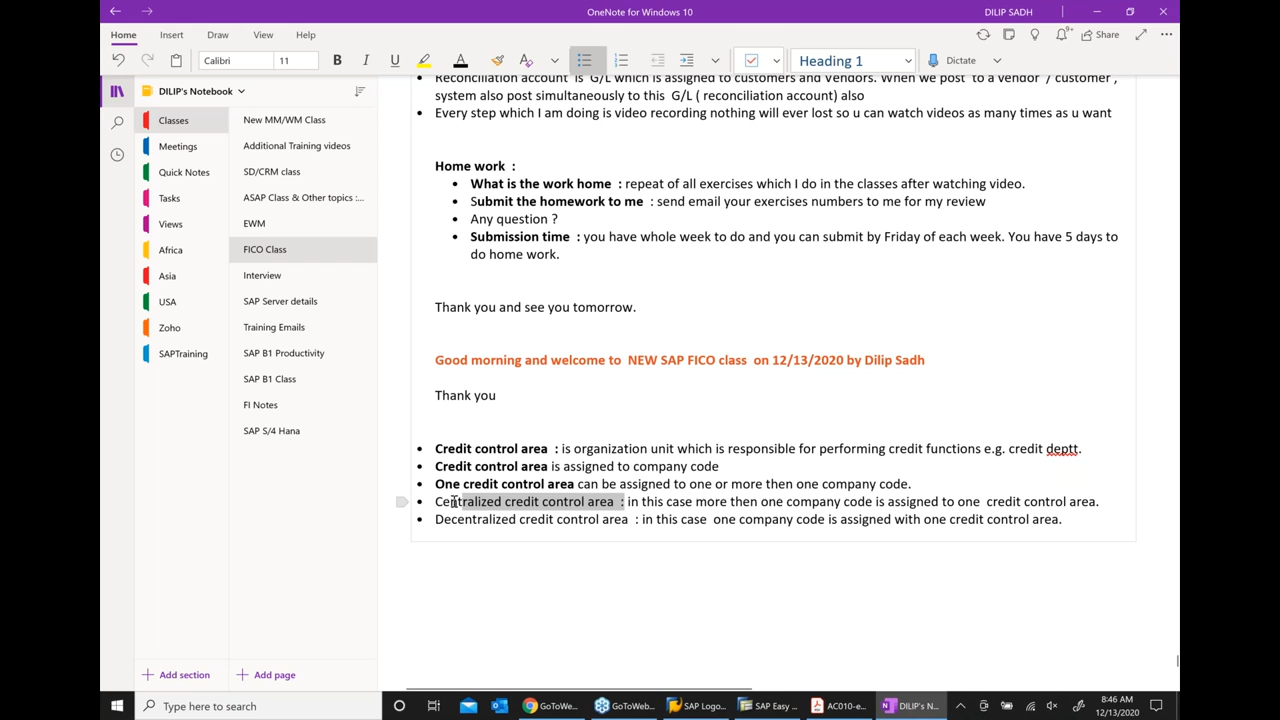 OneNote for Windows 10
DILIP SADH
Home
Insert
Draw
View
Help
Share
Calibri
11
B
I
U
A
Heading 1
Dictate
DILIP's Notebook
Classes
Meetings
Quick Notes
Tasks
Views
Africa
Asia
USA
Zoho
SAPTraining
New MM/WM Class
Additional Training videos
SD/CRM class
ASAP Class & Other topics :...
EWM
FICO Class
Interview
SAP Server details
Training Emails
SAP B1 Productivity
SAP B1 Class
FI Notes
SAP S/4 Hana
Reconciliation account is G/L which is assigned to customers and Vendors. When we post to a vendor / customer ,
system also post simultaneously to this G/L ( reconciliation account) also
Every step which I am doing is video recording nothing will ever lost so u can watch videos as many times as u want
Home work :
What is the work home : repeat of all exercises which I do in the classes after watching video.
Submit the homework to me : send email your exercises numbers to me for my review
Any question ?
Submission time : you have whole week to do and you can submit by Friday of each week. You have 5 days to
do home work.
Thank you and see you tomorrow.
Good morning and welcome to NEW SAP FICO class on 12/13/2020 by Dilip Sadh
Thank you
Credit control area : is organization unit which is responsible for performing credit functions e.g. credit deptt.
Credit control area is assigned to company code
One credit control area can be assigned to one or more then one company code.
Centralized credit control area : in this case more then one company code is assigned to one credit control area.
Decentralized credit control area : in this case one company code is assigned with one credit control area.
Add section
Add page
Type here to search
GoToWe...
GoToWeb...
SAP Logo...
SAP Easy ...
AC010-e...
DILIP's N...
8:46 AM
12/13/2020